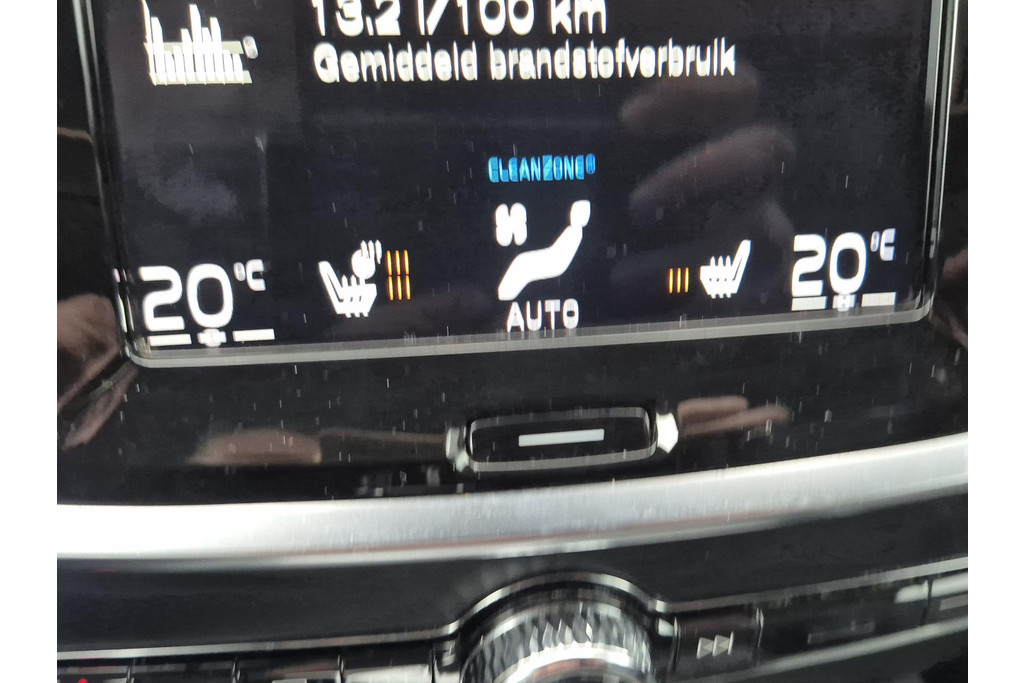 13.2 l/100 km
Gemiddeld brandstofverbruik
CLEANZONE®
20°C
20°C
AUTO